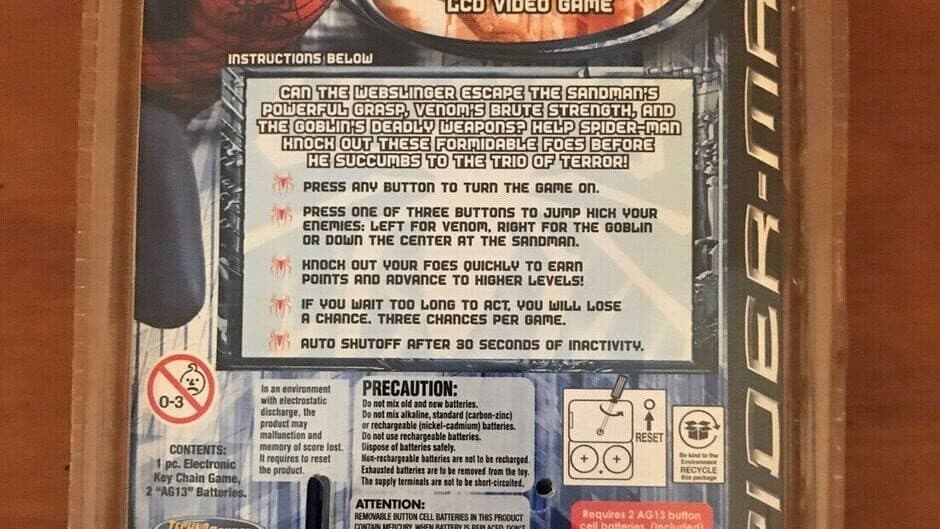 LCD VIDEO GAME
INSTRUCTIONS BELOW
CAN THE WEBSLINGER ESCAPE THE SANDMAN'S
POWERFUL GRASP, VENOM'S BRUTE STRENGTH, AND
THE GOBLIN'S DEADLY WEAPONS? HELP SPIDER-MAN
KNOCK OUT THESE FORMIDABLE FOES BEFORE
HE SUCCUMBS TO THE TRIO OF TERROR!
PRESS ANY BUTTON TO TURN THE GAME ON.
PRESS ONE OF THREE BUTTONS TO JUMP KICK YOUR
ENEMIES: LEFT FOR VENOM, RIGHT FOR THE GOBLIN
OR DOWN THE CENTER AT THE SANDMAN.
KNOCK OUT YOUR FOES QUICKLY TO EARN
POINTS AND ADVANCE TO HIGHER LEVELS!
IF YOU WAIT TOO LONG TO ACT, YOU WILL LOSE
A CHANCE. THREE CHANCES PER GAME.
AUTO SHUTOFF AFTER 30 SECONDS OF INACTIVITY.
0-3
CONTENTS:
1 pc. Electronic
Key Chain Game,
2 "AG13" Batteries.
In an environment
with electrostatic
discharge, the
product may
malfunction and
memory of score lost.
It requires to reset
the product.
PRECAUTION:
Do not mix old and new batteries.
Do not mix alkaline, standard (carbon-zinc)
or rechargeable (nickel-cadmium) batteries.
Do not use rechargeable batteries.
Dispose of batteries safely.
Non-rechargeable batteries are not to be recharged.
Exhausted batteries are to be removed from the toy.
The supply terminals are not to be short-circuited.
ATTENTION:
REMOVABLE BUTTON CELL BATTERIES IN THIS PRODUCT
CONTAIN MERCURY WHEN BATTERY IS REPLACED DON'T
RESET
Be kind to the
Environment
RECYCLE
this package
Requires 2 AG13 button
cell batteries (included)